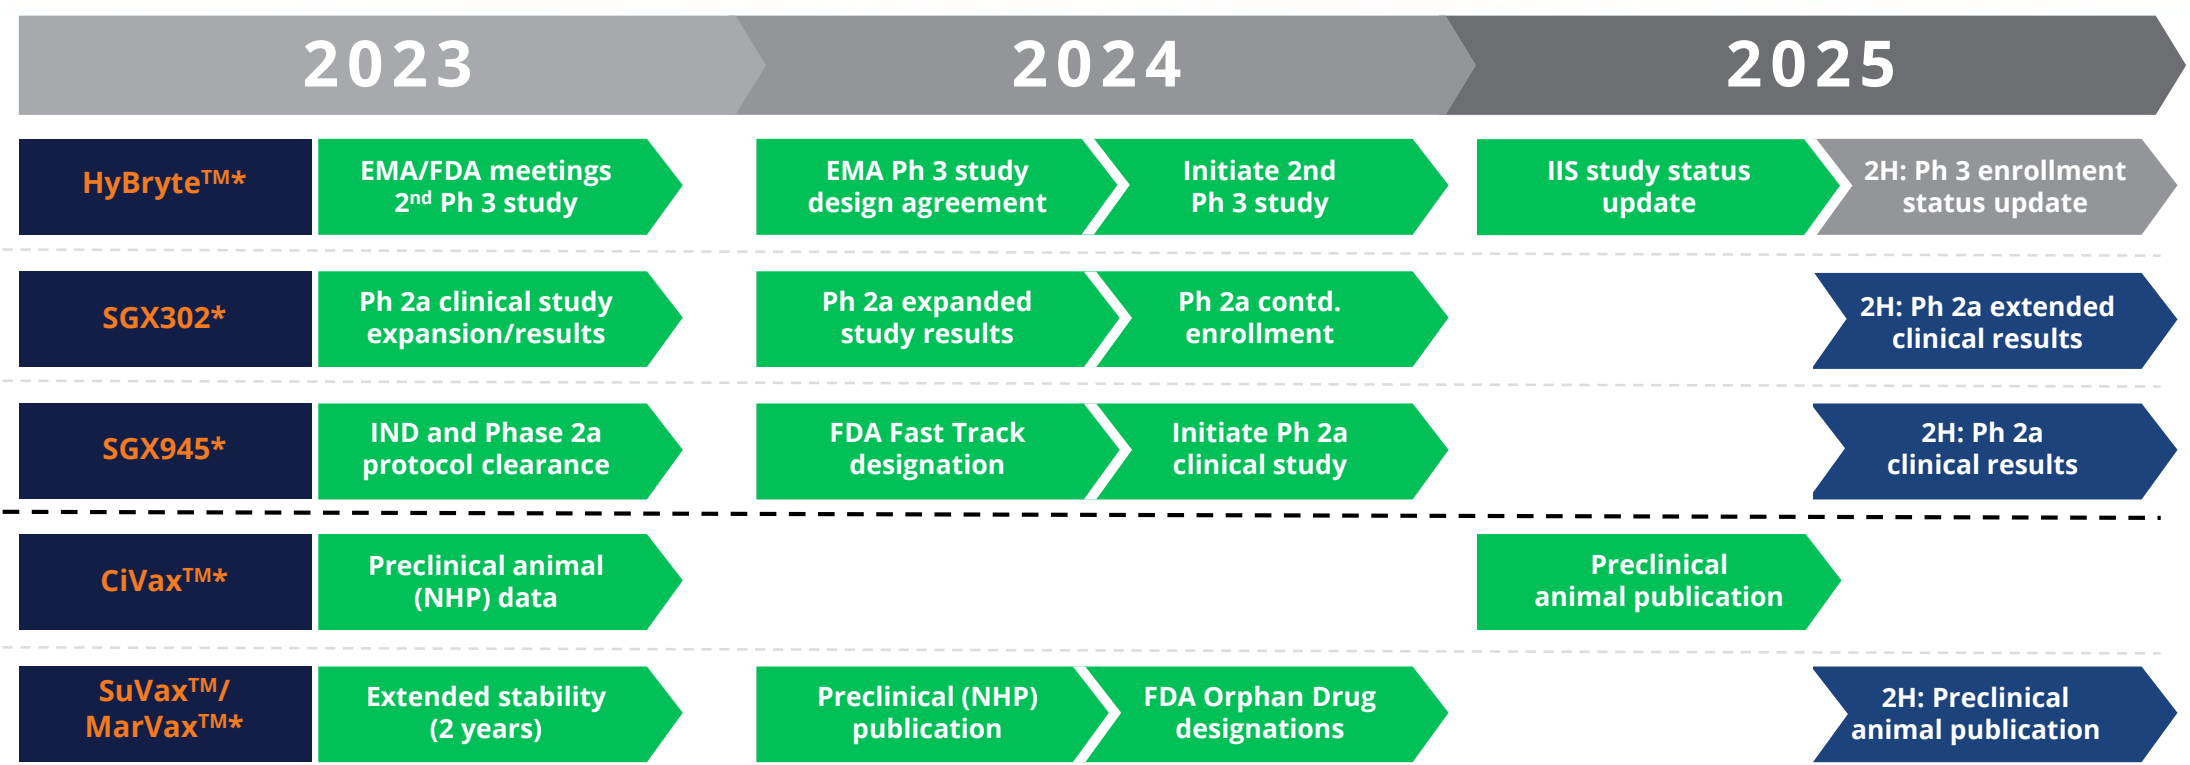 2023
2024
2025
HyBryte™*
EMA/FDA meetings
2nd Ph 3 study
EMA Ph 3 study
design agreement
Initiate 2nd
Ph 3 study
IIS study status
update
2H: Ph 3 enrollment
status update
SGX302*
Ph 2a clinical study
expansion/results
Ph 2a expanded
study results
Ph 2a contd.
enrollment
2H: Ph 2a extended
clinical results
SGX945*
IND and Phase 2a
protocol clearance
FDA Fast Track
designation
Initiate Ph 2a
clinical study
2H: Ph 2a
clinical results
CiVax™*
Preclinical animal
(NHP) data
Preclinical
animal publication
SuVax™/
MarVax™*
Extended stability
(2 years)
Preclinical (NHP)
publication
FDA Orphan Drug
designations
2H: Preclinical
animal publication